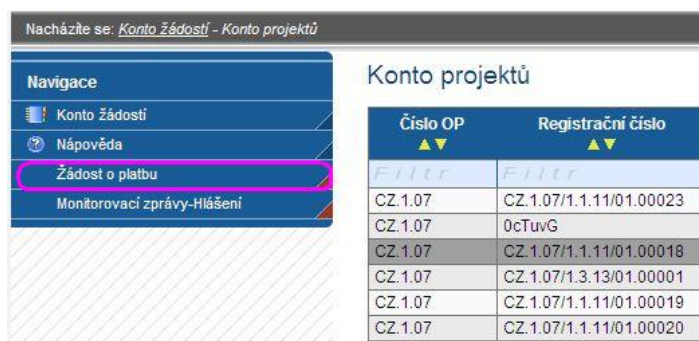 Nacházíte se: Konto žádostí - Konto projektů
Navigace
Konto žádostí
Nápověda
Žádost o platbu
Monitorovací zprávy-Hlášení
Konto projektů
Číslo OP Registrační číslo
Filtr Filtr
CZ.1.07 CZ.1.07/1.1.11/01.00023
CZ.1.07 0cTuvG
CZ.1.07 CZ.1.07/1.1.11/01.00018
CZ.1.07 CZ.1.07/1.3.13/01.00001
CZ.1.07 CZ.1.07/1.1.11/01.00019
CZ.1.07 CZ.1.07/1.1.11/01.00020